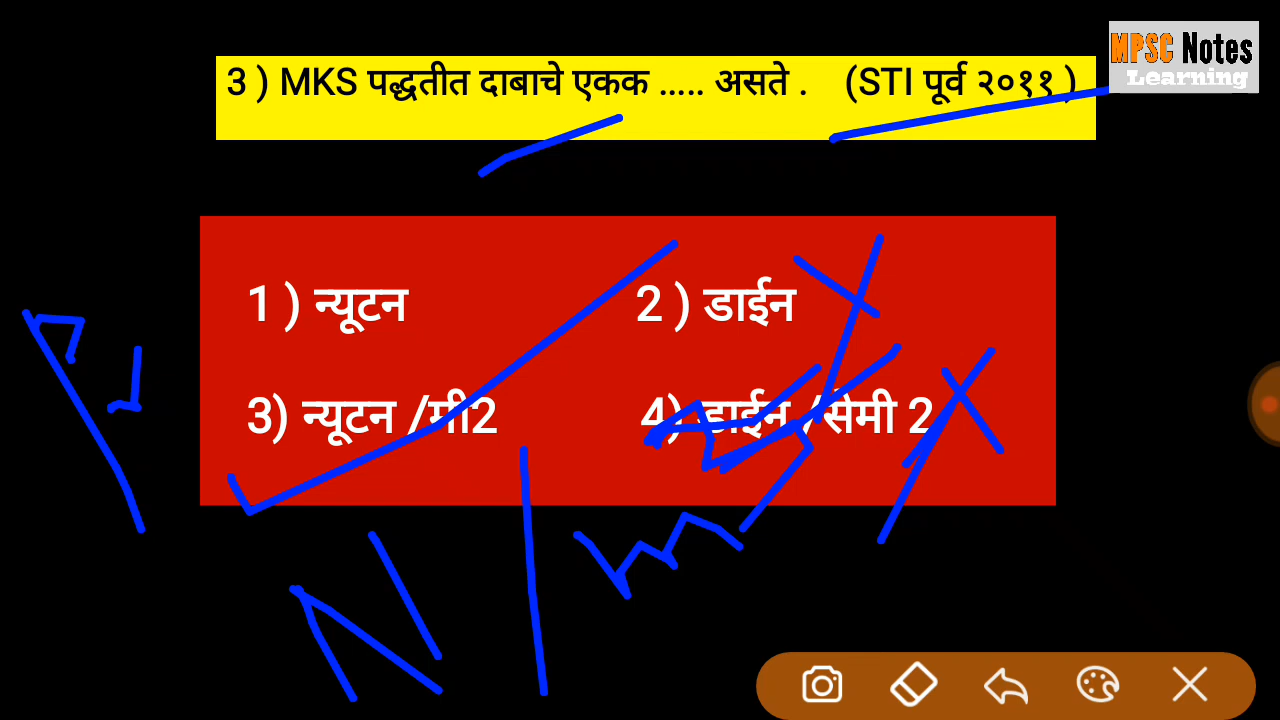 MPSC Notes
Learning
3 ) MKS पद्धतीत दाबाचे एकक ..... असते . (STI पूर्व २०११ )
1 ) न्यूटन 2 ) डाईन
3) न्यूटन /मी2 4) डाईन /सेमी 2
N/m